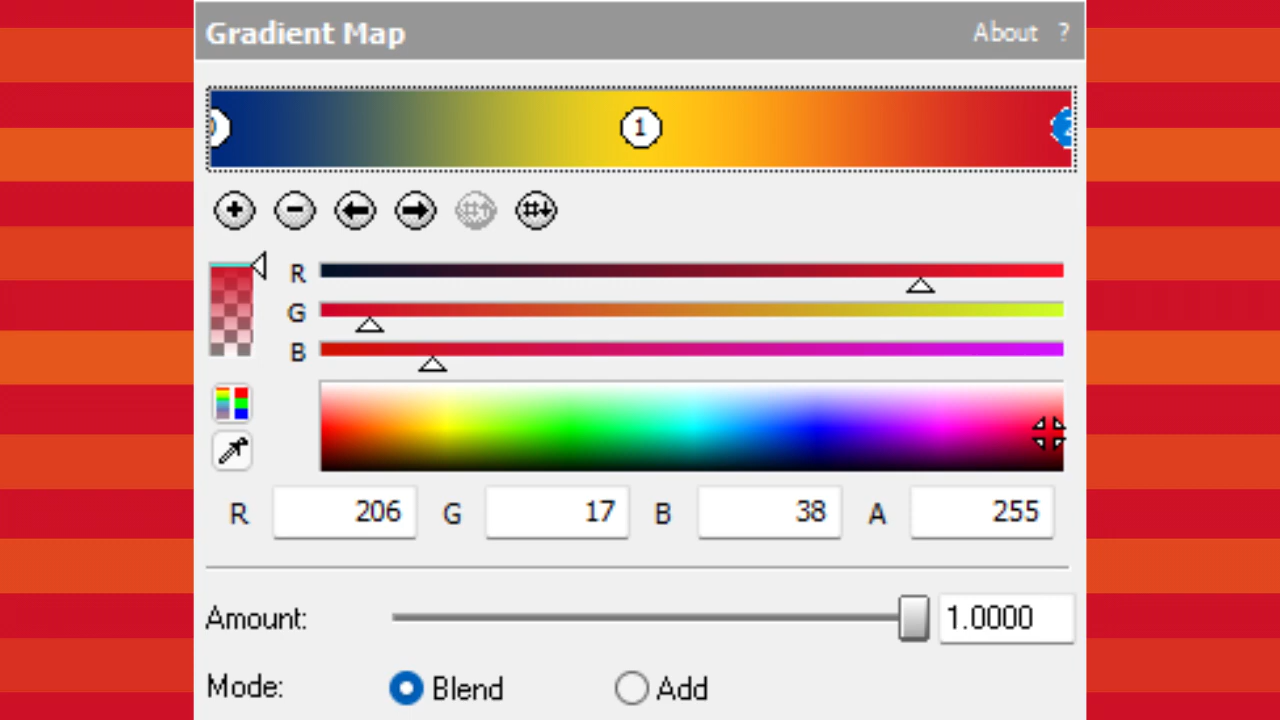 Gradient Map About ?
1
R
G
B
R 206 G 17 B 38 A 255
Amount: 1.0000
Mode: Blend Add